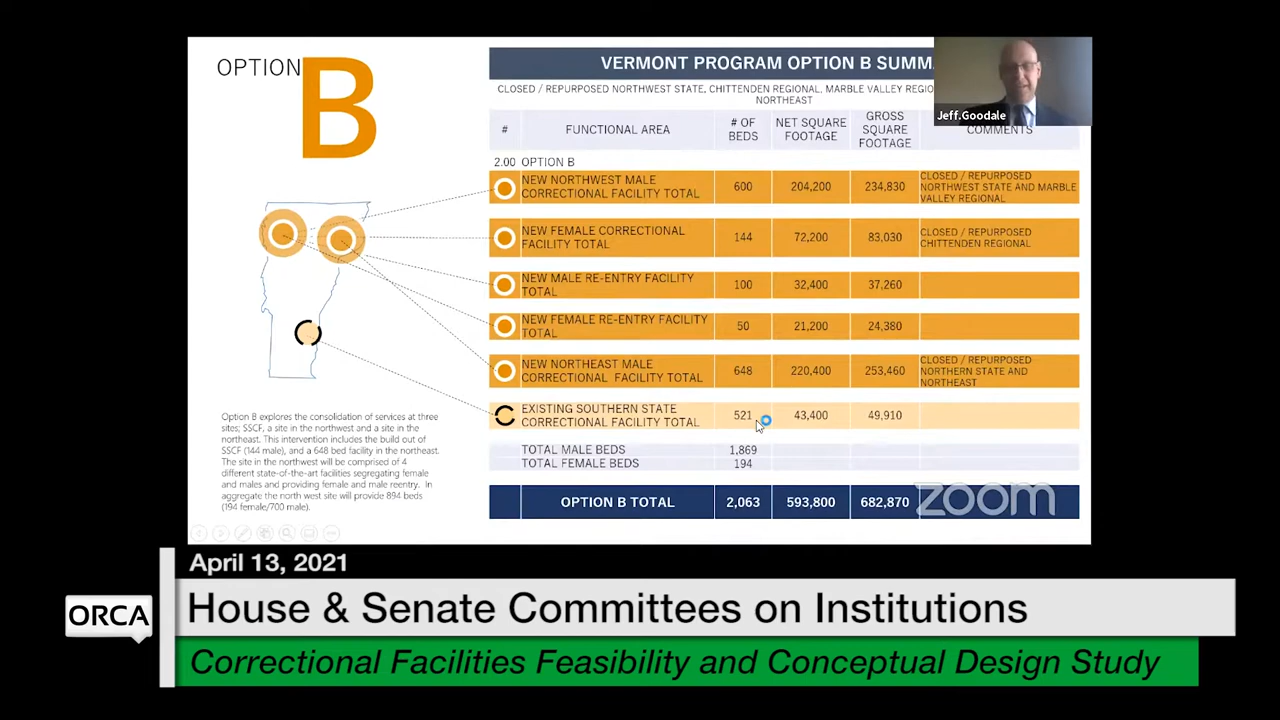 OPTION B
VERMONT PROGRAM OPTION B SUMM
CLOSED / REPURPOSED NORTHWEST STATE, CHITTENDEN REGIONAL, MARBLE VALLEY
NORTHEAST
Jeff.Goodale
# FUNCTIONAL AREA # OF BEDS NET SQUARE FOOTAGE GROSS SQUARE FOOTAGE COMMENTS
2.00 OPTION B
NEW NORTHWEST MALE CORRECTIONAL FACILITY TOTAL 600 204,200 234,830 CLOSED / REPURPOSED NORTHWEST STATE AND MARBLE VALLEY REGIONAL
NEW FEMALE CORRECTIONAL FACILITY TOTAL 144 72,200 83,030 CLOSED / REPURPOSED CHITTENDEN REGIONAL
NEW MALE RE-ENTRY FACILITY TOTAL 100 32,400 37,260
NEW FEMALE RE-ENTRY FACILITY TOTAL 50 21,200 24,380
NEW NORTHEAST MALE CORRECTIONAL FACILITY TOTAL 648 220,400 253,460 CLOSED / REPURPOSED NORTHERN STATE AND NORTHEAST
EXISTING SOUTHERN STATE CORRECTIONAL FACILITY TOTAL 521 43,400 49,910
TOTAL MALE BEDS 1,869
TOTAL FEMALE BEDS 194
OPTION B TOTAL 2,063 593,800 682,870
zoom
Option B explores the consolidation of services at three
sites; SSCF, a site in the northwest and a site in the
northeast. This intervention includes the build out of
SSCF (144 male), and a 648 bed facility in the northeast.
The site in the northwest will be comprised of 4
different state-of-the-art facilities segregating female
and males and providing female and male reentry. In
aggregate the north west site will provide 894 beds
(194 female/700 male).
April 13, 2021
ORCA
House & Senate Committees on Institutions
Correctional Facilities Feasibility and Conceptual Design Study